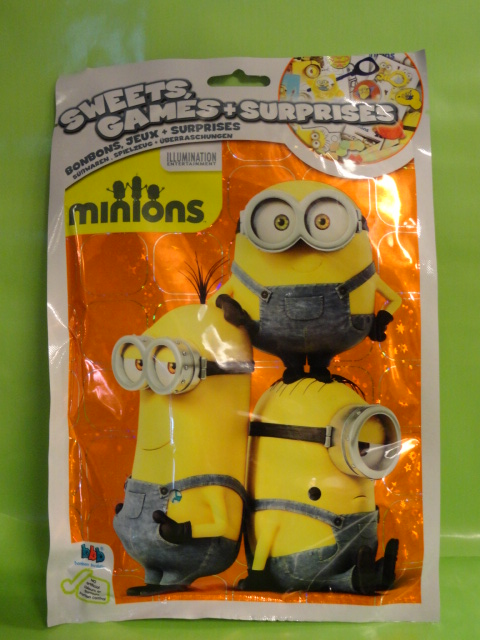 SWEETS,
GAMES + SURPRISES
BONBONS, JEUX + SURPRISES
SÜßWAREN, SPIELZEUG + ÜBERRASCHUNGEN
ILLUMINATION
ENTERTAINMENT
minions